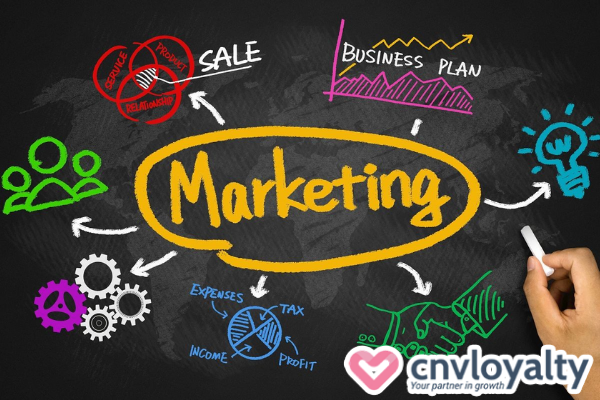 SERVICE
PRODUCT
RELATIONSHIP
SALE
BUSINESS PLAN
Marketing
EXPENSES
TAX
INCOME
PROFIT
cnvloyalty
Your partner in growth